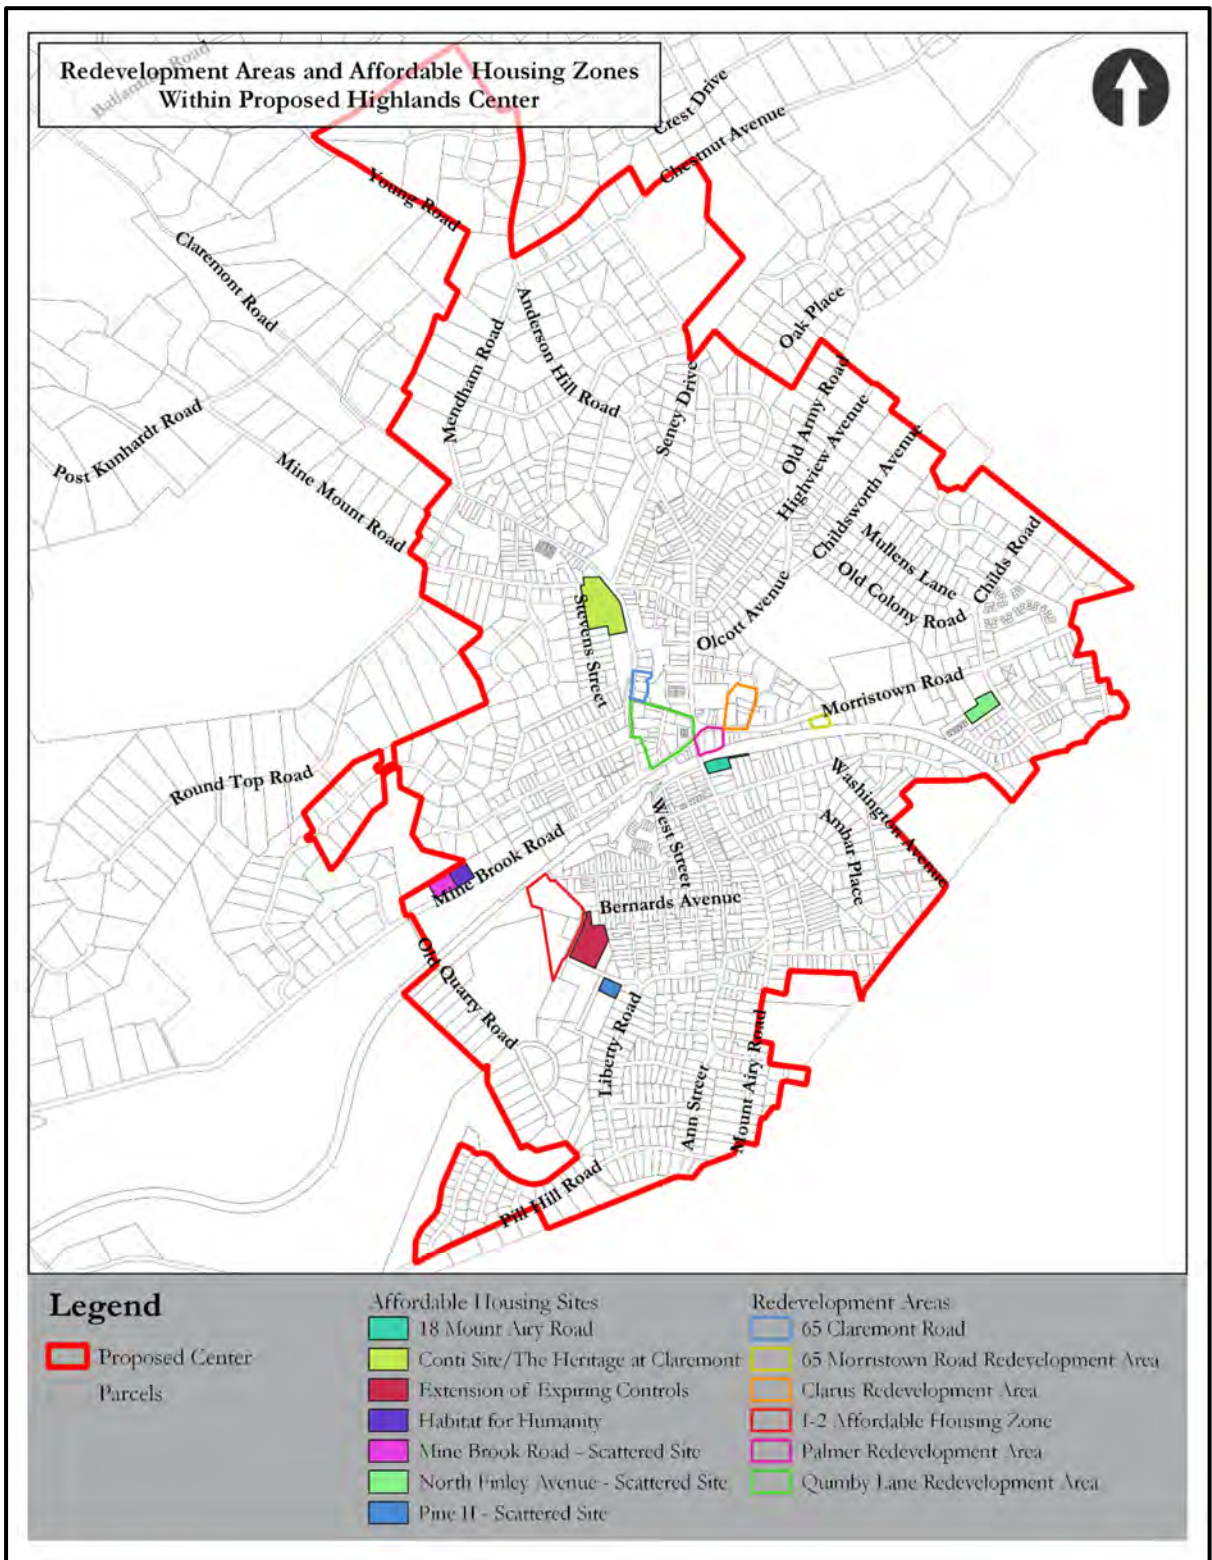 Redevelopment Areas and Affordable Housing Zones
Within Proposed Highlands Center
Ballantine Road
Crest Drive
Chestnut Avenue
Young Road
Claremont Road
Oak Place
Anderson Hill Road
Mendham Road
Seney Drive
Old Army Road
Highview Avenue
Childsworth Avenue
Post Kunhardt Road
Mine Mount Road
Mullens Lane
Childs Road
Old Colony Road
Olcott Avenue
Stevens Street
Morristown Road
Round Top Road
Washington Avenue
Ambar Place
West Street
Mine Brook Road
Bernards Avenue
Old Quarry Road
Liberty Road
Ann Street
Mount Airy Road
Pill Hill Road
Legend
Proposed Center
Parcels
Affordable Housing Sites
18 Mount Airy Road
Conti Site/The Heritage at Claremont
Extension of Expiring Controls
Habitat for Humanity
Mine Brook Road - Scattered Site
North Finley Avenue - Scattered Site
Pine II - Scattered Site
Redevelopment Areas
65 Claremont Road
65 Morristown Road Redevelopment Area
Clarus Redevelopment Area
I-2 Affordable Housing Zone
Palmer Redevelopment Area
Quimby Lane Redevelopment Area